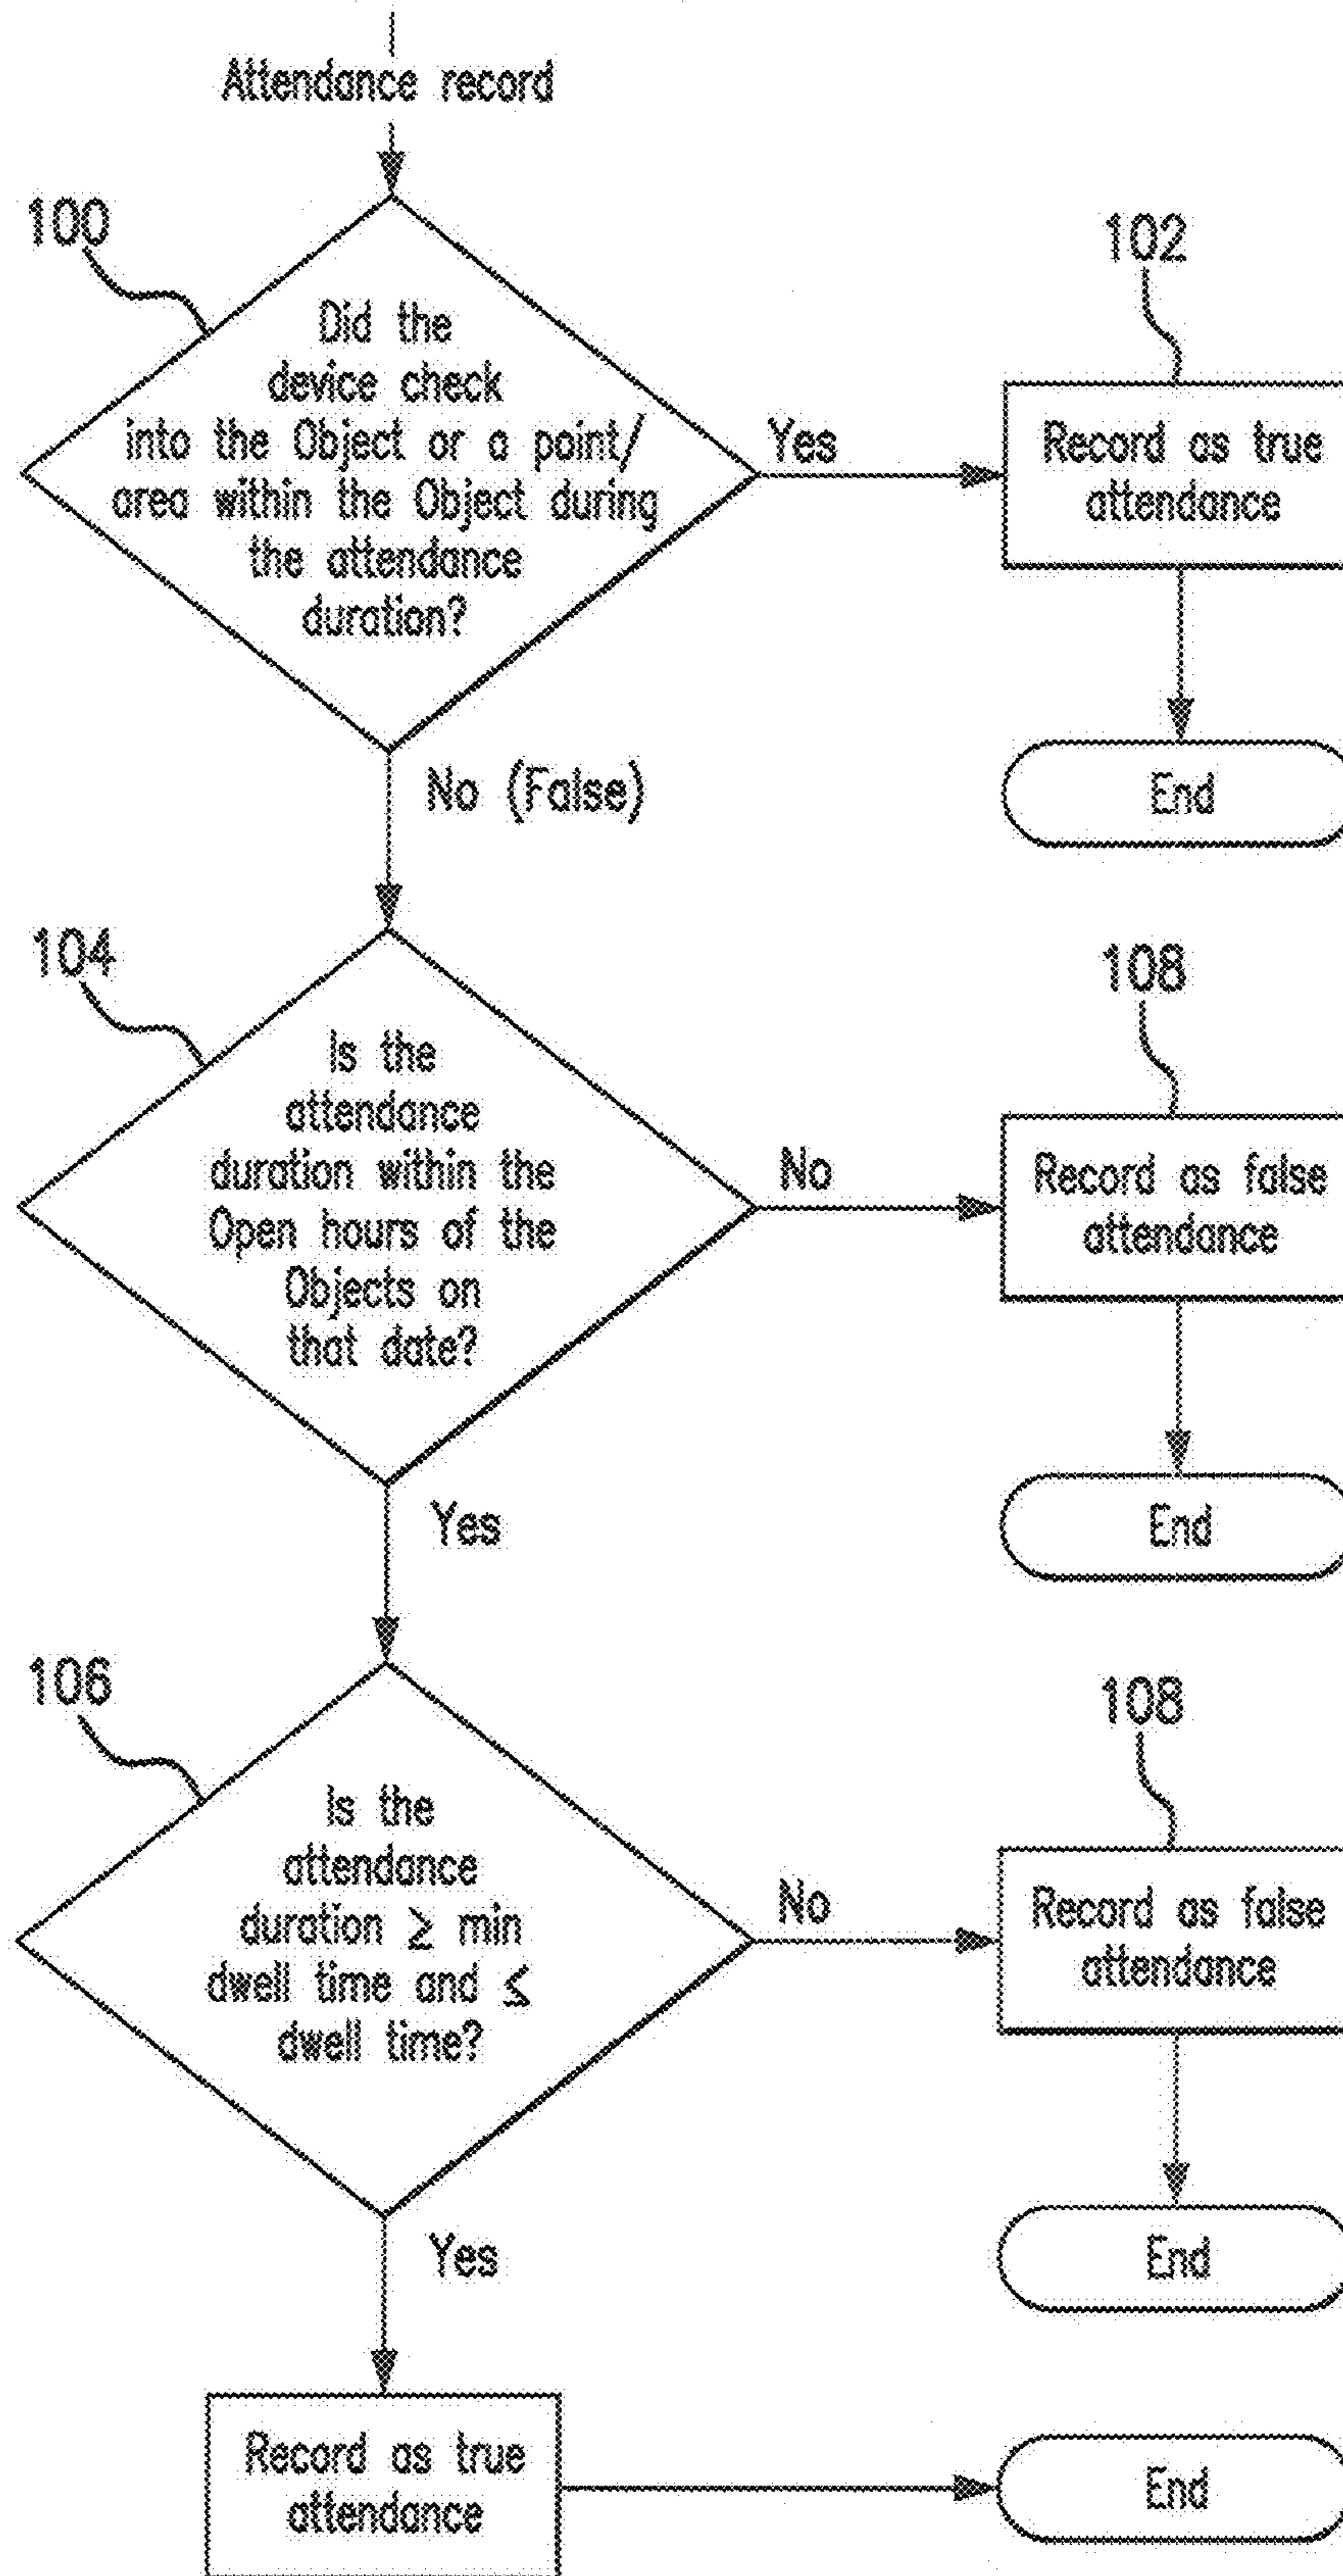 Attendance record
100
Did the
device check
into the Object or a point/
area within the Object during
the attendance
duration?
Yes
102
Record as true
attendance
End
No (False)
104
Is the
attendance
duration within the
Open hours of the
Objects on
that date?
No
108
Record as false
attendance
End
Yes
106
Is the
attendance
duration ≥ min
dwell time and ≤
dwell time?
No
108
Record as false
attendance
End
Yes
Record as true
attendance
End